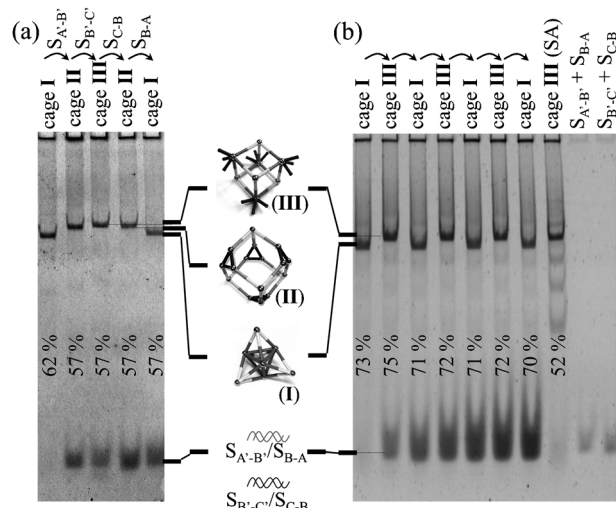 (a)
S_A'-B'
S_B'-C'
S_C-B
S_B-A
cage I
cage II
cage III
cage II
cage I
62 %
57 %
57 %
57 %
57 %
(III)
(II)
(I)
S_A'-B'/S_B-A
S_B'-C'/S_C-B
(b)
cage I
cage III
cage I
cage III
cage I
cage III
cage I
cage III (SA)
S_A'-B' + S_B-A
S_B'-C' + S_C-B
73 %
75 %
71 %
72 %
71 %
72 %
70 %
52 %